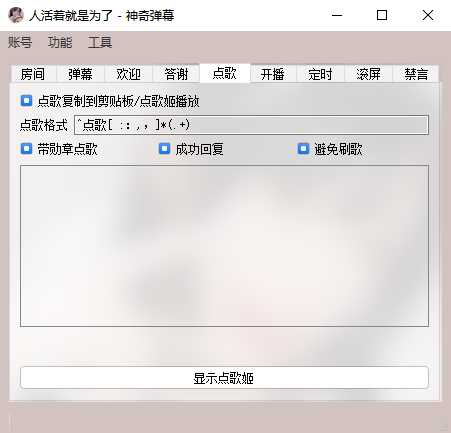 人活着就是为了 - 神奇弹幕
账号 功能 工具
房间 弹幕 欢迎 答谢 点歌 开播 定时 滚屏 禁言
点歌复制到剪贴板/点歌姬播放
点歌格式 ^点歌[ :：,，]*(.+)
带勋章点歌 成功回复 避免刷歌
显示点歌姬